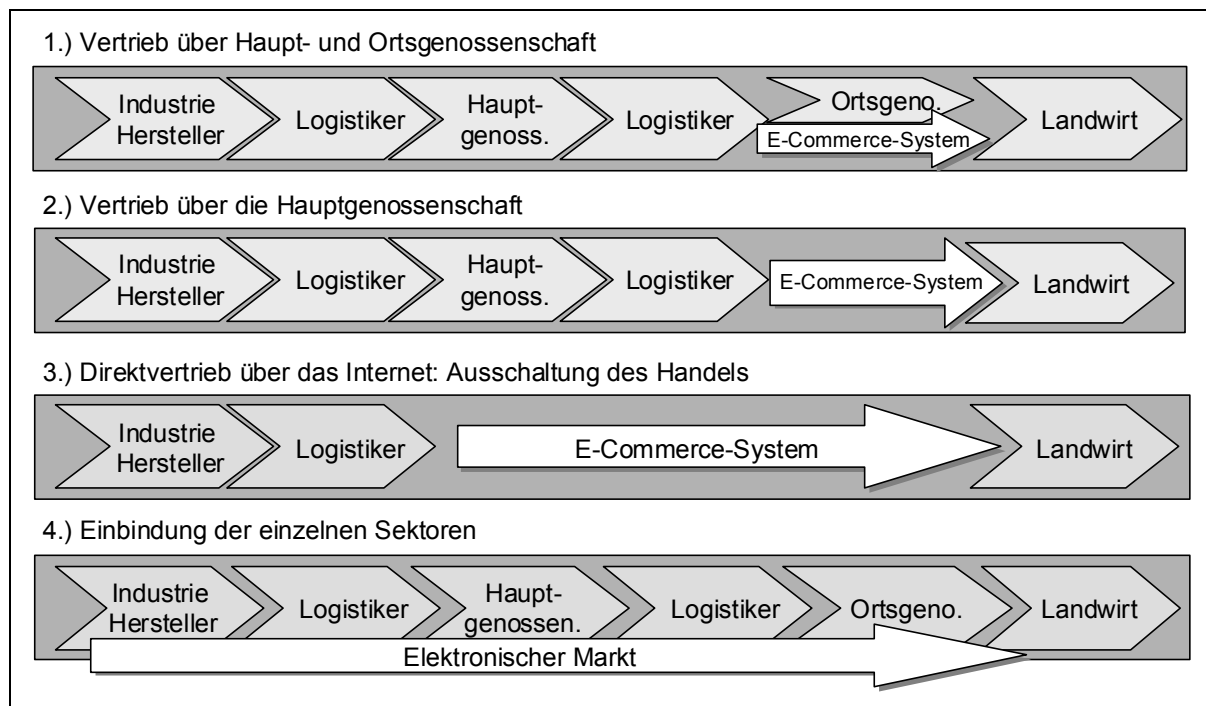 1.) Vertrieb über Haupt- und Ortsgenossenschaft
Industrie
Hersteller
Logistiker
Haupt-
genoss.
Logistiker
Ortsgeno.
E-Commerce-System
Landwirt
2.) Vertrieb über die Hauptgenossenschaft
Industrie
Hersteller
Logistiker
Haupt-
genoss.
Logistiker
E-Commerce-System
Landwirt
3.) Direktvertrieb über das Internet: Ausschaltung des Handels
Industrie
Hersteller
Logistiker
E-Commerce-System
Landwirt
4.) Einbindung der einzelnen Sektoren
Industrie
Hersteller
Logistiker
Haupt-
genossen.
Logistiker
Ortsgeno.
Landwirt
Elektronischer Markt